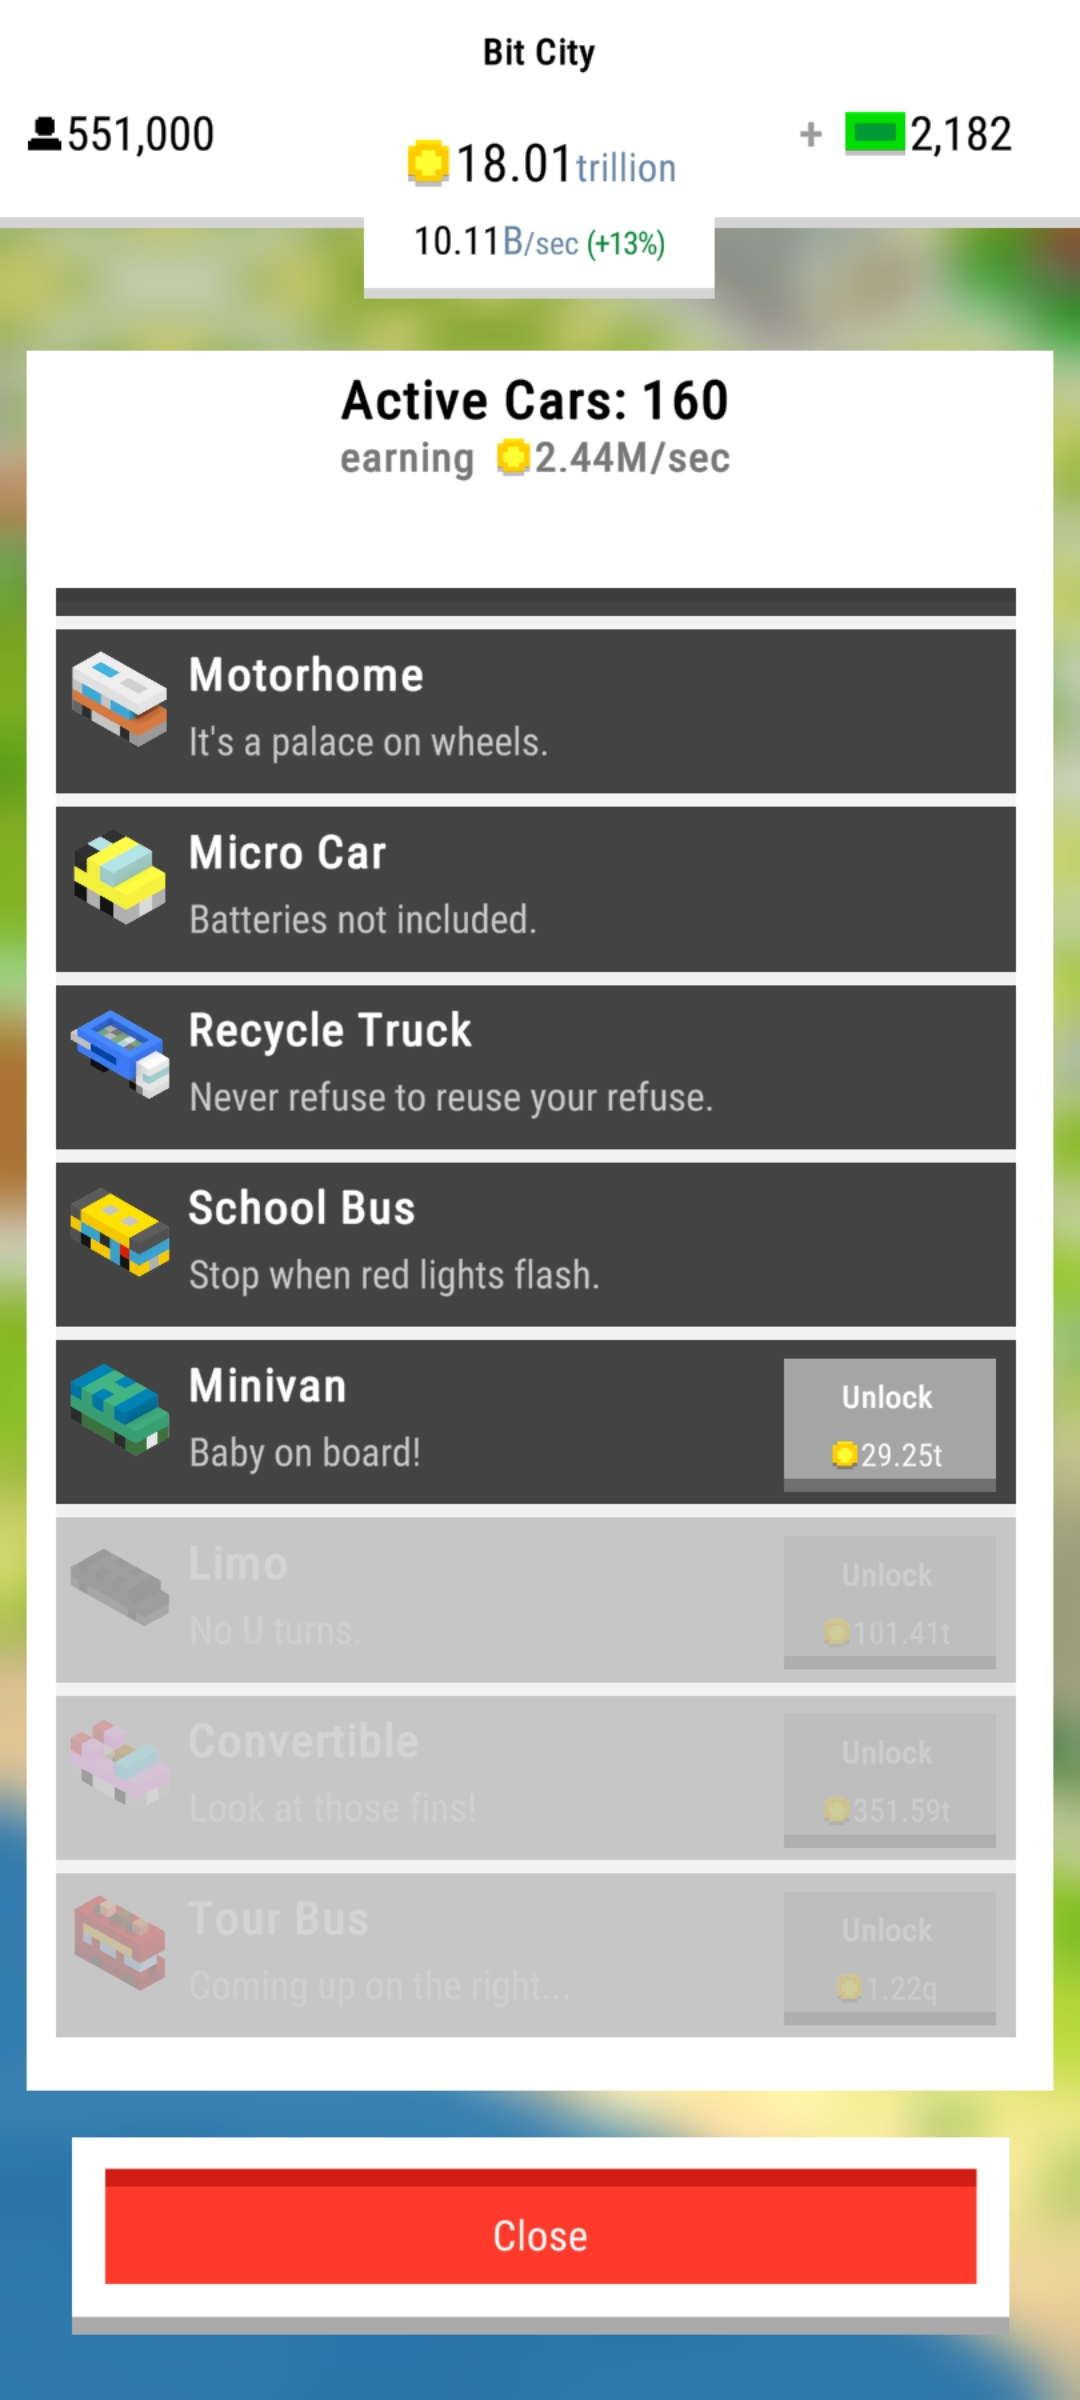 Bit City
551,000
18.01trillion
+ 2,182
10.11B/sec (+13%)
Active Cars: 160
earning 2.44M/sec
Motorhome
It's a palace on wheels.
Micro Car
Batteries not included.
Recycle Truck
Never refuse to reuse your refuse.
School Bus
Stop when red lights flash.
Minivan
Unlock
Baby on board!
29.25t
Limo
Unlock
No U turns.
101.41t
Convertible
Unlock
Look at those fins!
351.59t
Tour Bus
Unlock
Coming up on the right...
1.22q
Close